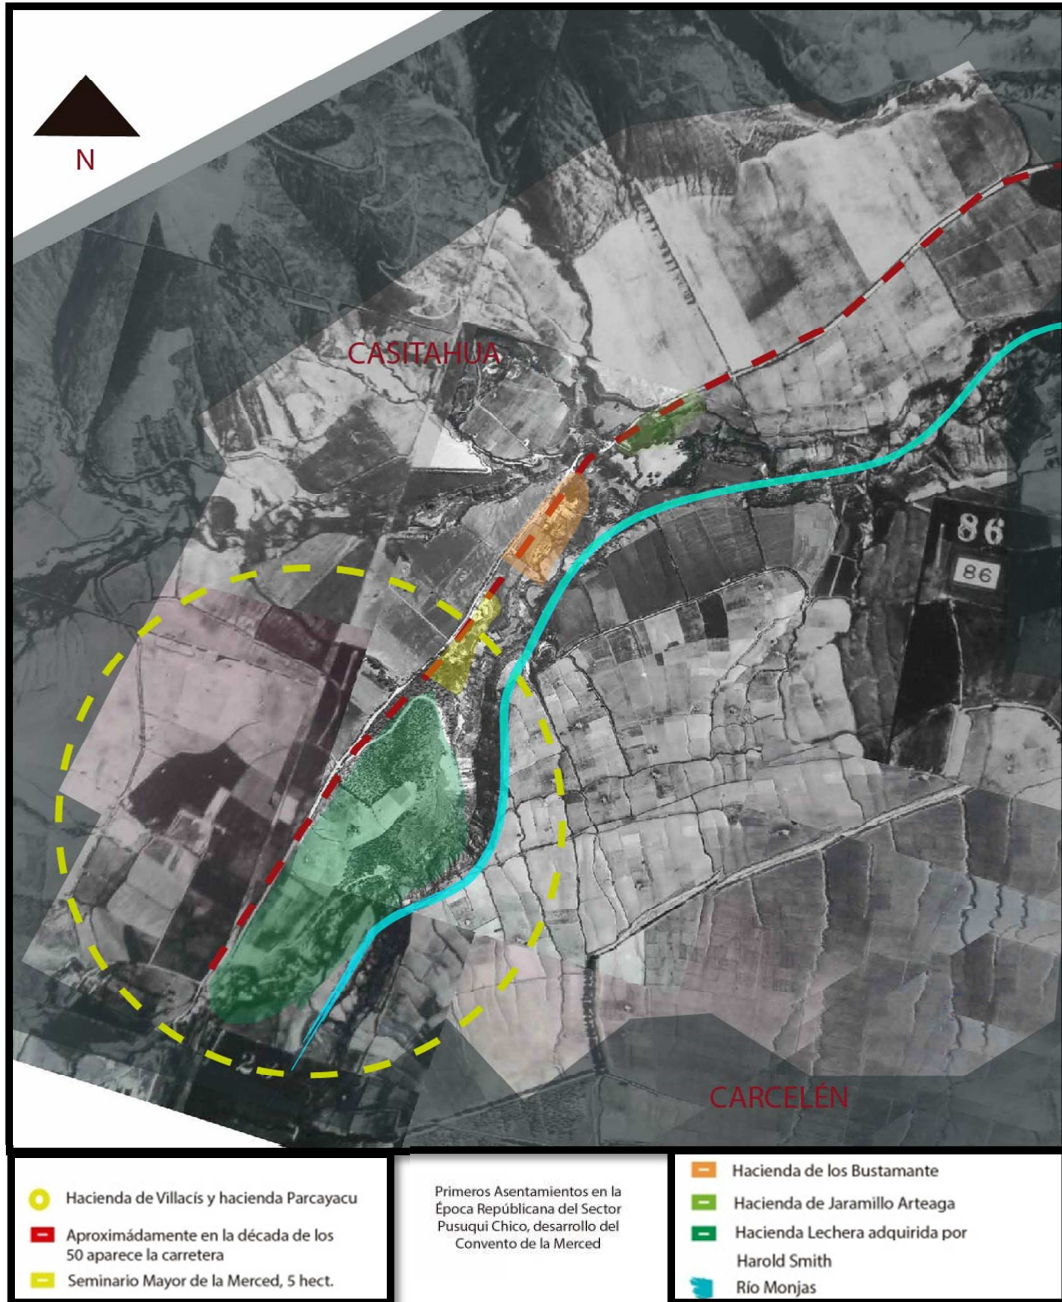 N
CASITAHUA
86
86
CARCELÉN
Hacienda de Villacís y hacienda Parcayacu
Aproximádamente en la década de los
50 aparece la carretera
Seminario Mayor de la Merced, 5 hect.
Primeros Asentamientos en la
Época Repúblicana del Sector
Pusuqui Chico, desarrollo del
Convento de la Merced
Hacienda de los Bustamante
Hacienda de Jaramillo Arteaga
Hacienda Lechera adquirida por
Harold Smith
Río Monjas